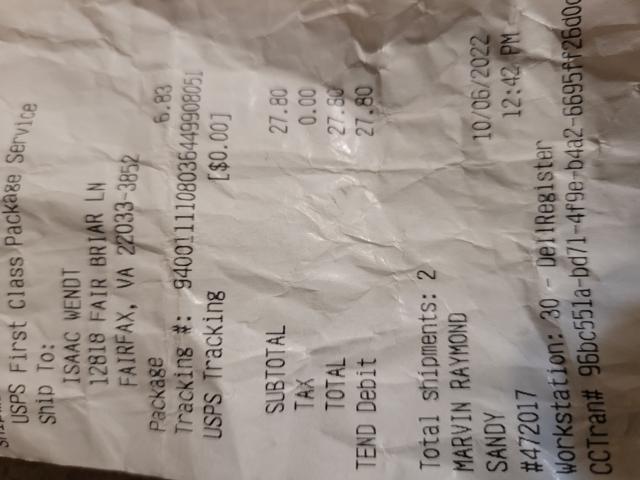 USPS First Class Package Service
Ship To:
ISAAC WENDT
12818 FAIR BRIAR LN
FAIRFAX, VA 22033-3852
Package 6.83
Tracking #: 9400111108036449908051
USPS Tracking [$0.00]
SUBTOTAL 27.80
TAX 0.00
TOTAL 27.80
TEND Debit 27.80
Total shipments: 2
MARVIN RAYMOND
SANDY 10/06/2022
#472017 12:42 PM
Workstation: 30 - DellRegister
CCTran# 96bc551a-bd71-4f9e-b4a2-6695ff26d0c